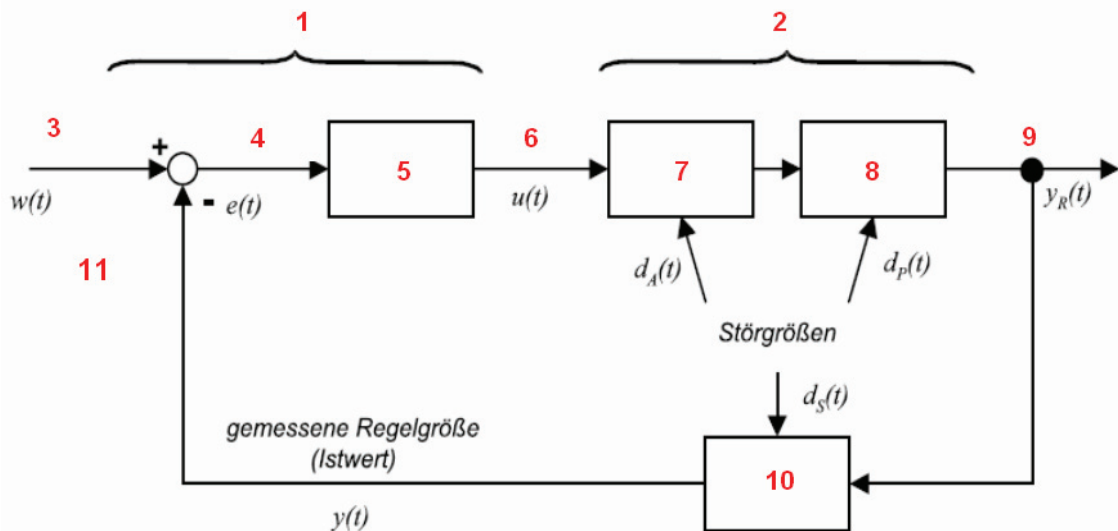 1
2
3
4
6
9
+
5
7
8
w(t)
-
e(t)
u(t)
y_R(t)
11
d_A(t)
d_P(t)
Störgrößen
d_S(t)
gemessene Regelgröße
(Istwert)
10
y(t)